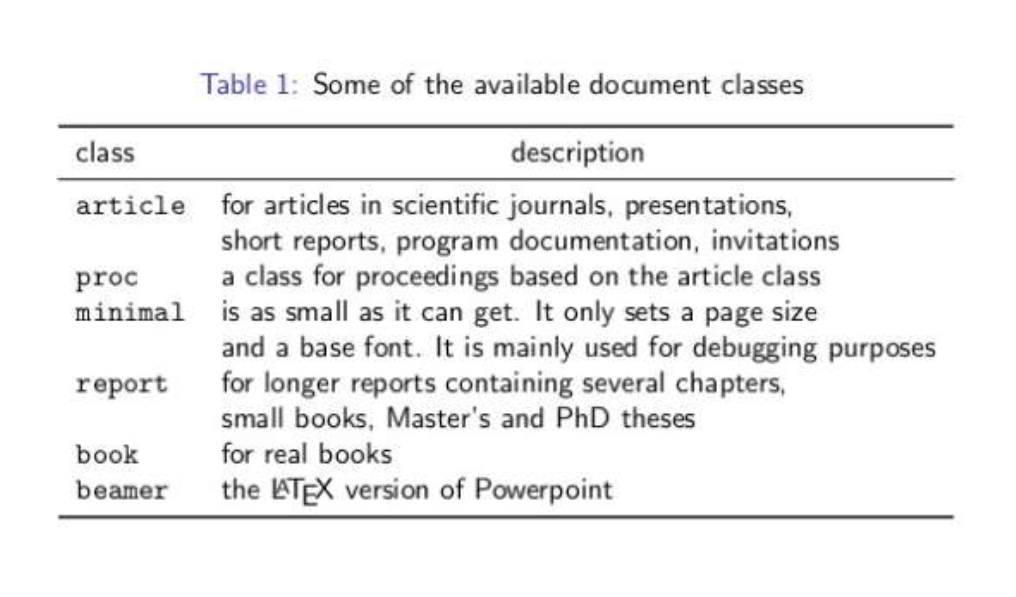 Table 1: Some of the available document classes
class description
article for articles in scientific journals, presentations,
short reports, program documentation, invitations
proc a class for proceedings based on the article class
minimal is as small as it can get. It only sets a page size
and a base font. It is mainly used for debugging purposes
report for longer reports containing several chapters,
small books, Master's and PhD theses
book for real books
beamer the LATEX version of Powerpoint